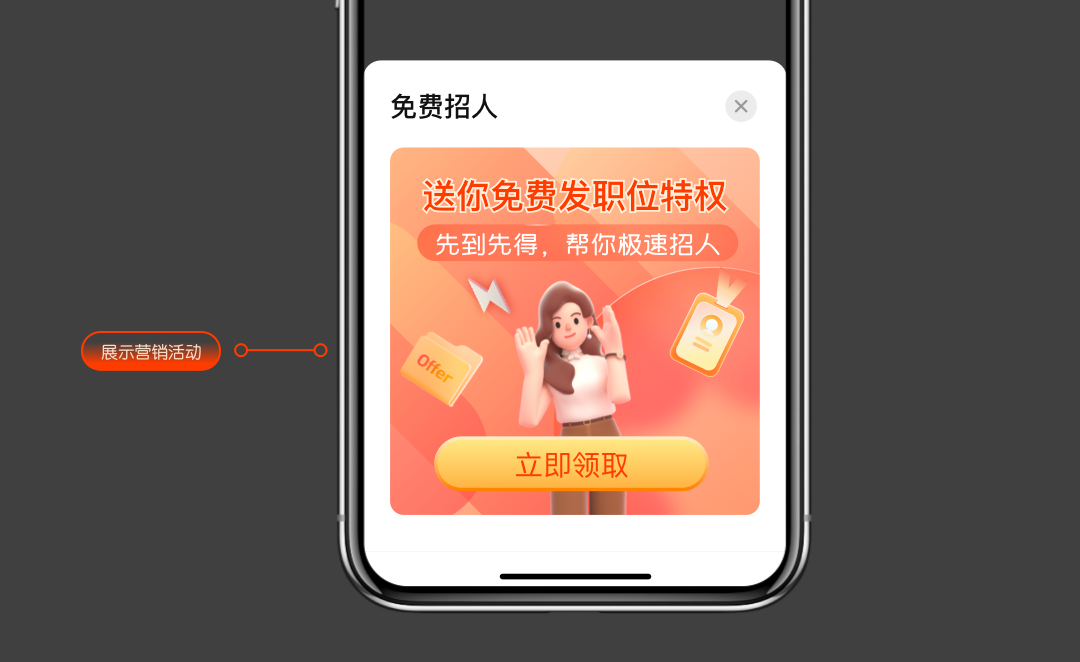 免费招人
送你免费发职位特权
先到先得，帮你极速招人
展示营销活动
Offer
立即领取